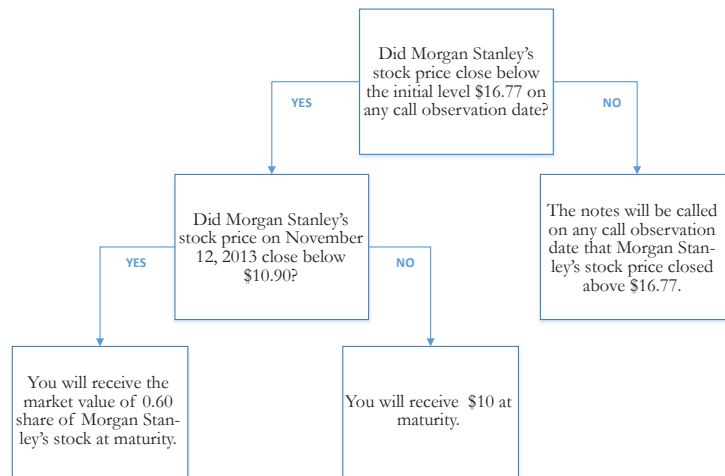 Did Morgan Stanley's
stock price close below
the initial level $16.77 on
any call observation date?
YES
NO
Did Morgan Stanley's
stock price on November
12, 2013 close below
$10.90?
The notes will be called
on any call observation
date that Morgan Stan-
ley's stock price closed
above $16.77.
YES
NO
You will receive the
market value of 0.60
share of Morgan Stan-
ley's stock at maturity.
You will receive $10 at
maturity.